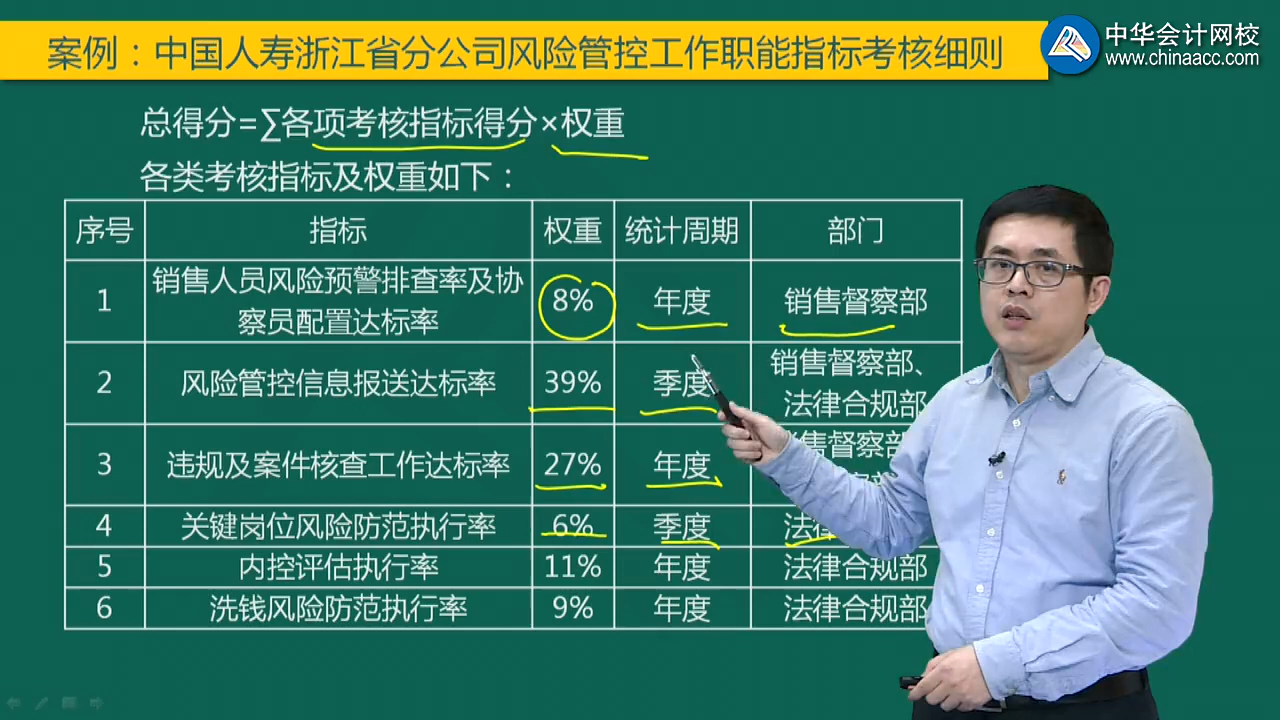 案例：中国人寿浙江省分公司风险管控工作职能指标考核细则
中华会计网校
www.chinaacc.com
总得分=∑各项考核指标得分×权重
各类考核指标及权重如下：
序号 指标 权重 统计周期 部门
1 销售人员风险预警排查率及协
察员配置达标率 8% 年度 销售督察部
2 风险管控信息报送达标率 39% 季度 销售督察部、
法律合规部
3 违规及案件核查工作达标率 27% 年度 售督察部
4 关键岗位风险防范执行率 6% 季度 法律
5 内控评估执行率 11% 年度 法律合规部
6 洗钱风险防范执行率 9% 年度 法律合规部